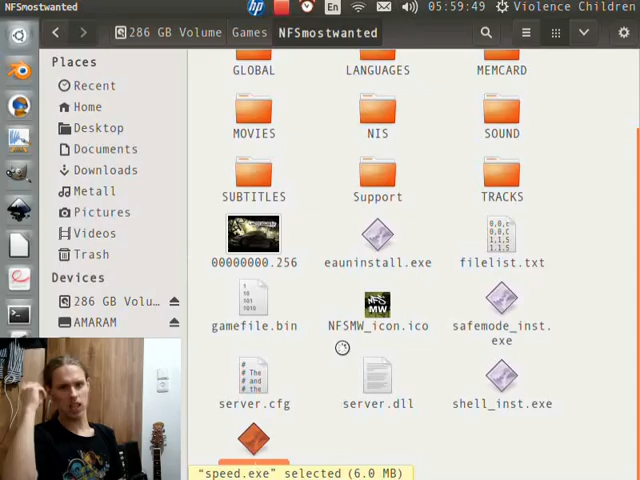 hp En 05:59:49 Violence Children
286 GB Volume Games NFSmostwanted
Places
Recent
Home
Desktop
Documents
Downloads
Metall
Pictures
Videos
Trash
Devices
286 GB Volu...
AMARAM
GLOBAL LANGUAGES MEMCARD
MOVIES NIS SOUND
SUBTITLES Support TRACKS
00000000.256 eauninstall.exe filelist.txt
gamefile.bin NFSMW_icon.ico safemode_inst.
exe
server.cfg server.dll shell_inst.exe
“speed.exe” selected (6.0 MB)